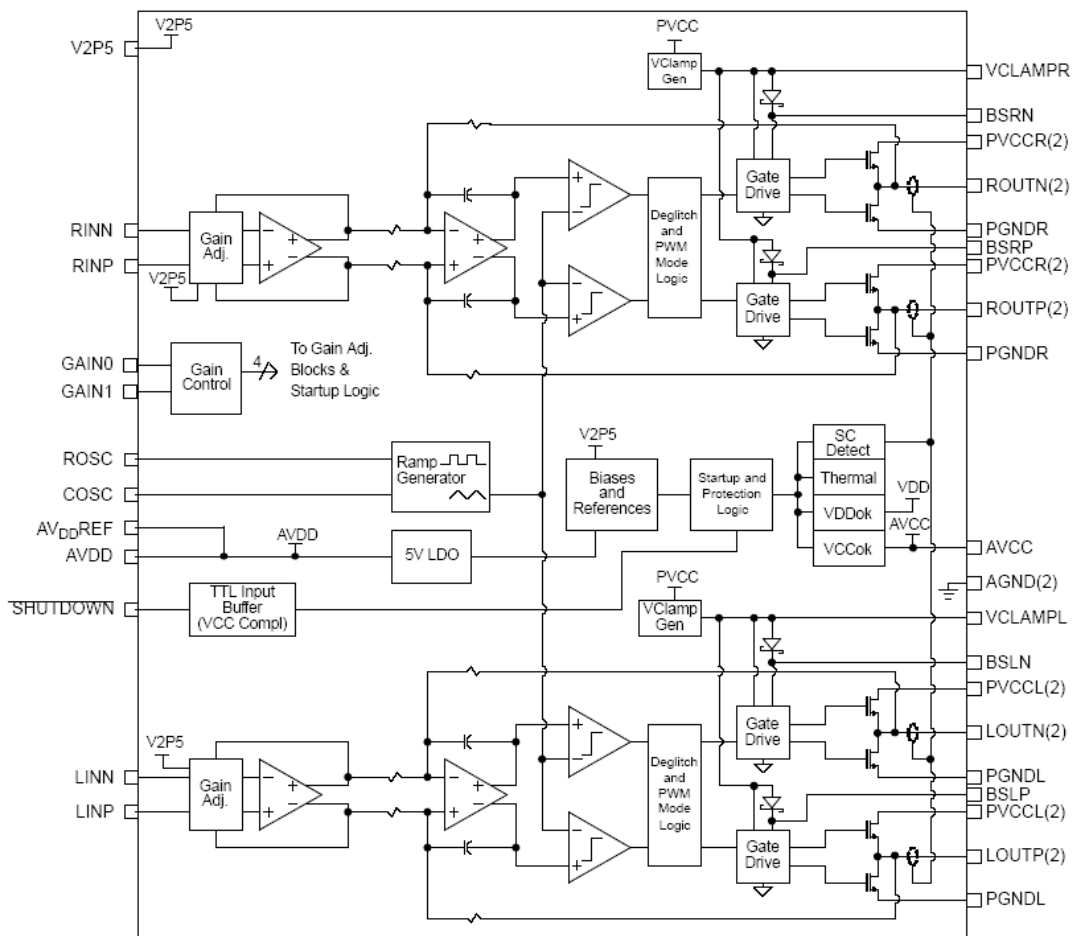 V2P5
V2P5
PVCC
VClamp
Gen
VCLAMPR
BSRN
PVCCR(2)
Gate
Drive
ROUTN(2)
Deglitch
and
PWM
Mode
Logic
RINN
RINP
Gain
Adj.
V2P5
PGNDR
BSRP
PVCCR(2)
Gate
Drive
ROUTP(2)
PGNDR
GAIN0
GAIN1
Gain
Control
4
To Gain Adj.
Blocks &
Startup Logic
ROSC
COSC
Ramp
Generator
V2P5
Biases
and
References
Startup and
Protection
Logic
SC
Detect
Thermal
VDDok
VCCok
VDD
AVCC
AVCC
AVDDREF
AVDD
AVDD
5V LDO
AGND(2)
SHUTDOWN
TTL Input
Buffer
(VCC Compl)
PVCC
VClamp
Gen
VCLAMPL
BSLN
PVCCL(2)
Gate
Drive
LOUTN(2)
Deglitch
and
PWM
Mode
Logic
V2P5
LINN
LINP
Gain
Adj.
PGNDL
BSLP
PVCCL(2)
Gate
Drive
LOUTP(2)
PGNDL